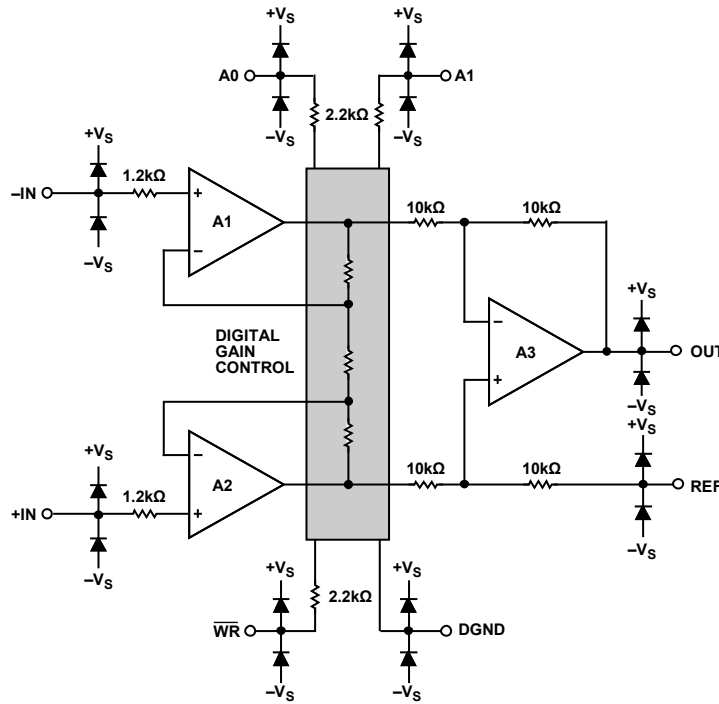 +VS
+VS
A0
A1
2.2kΩ
–VS
–VS
+VS
1.2kΩ
–IN
+
A1
–
–VS
10kΩ
10kΩ
DIGITAL
GAIN
CONTROL
–
A3
+
+VS
OUT
–VS
–
A2
+
+VS
1.2kΩ
+IN
–VS
10kΩ
10kΩ
+VS
REF
–VS
+VS
2.2kΩ
+VS
WR
DGND
–VS
–VS